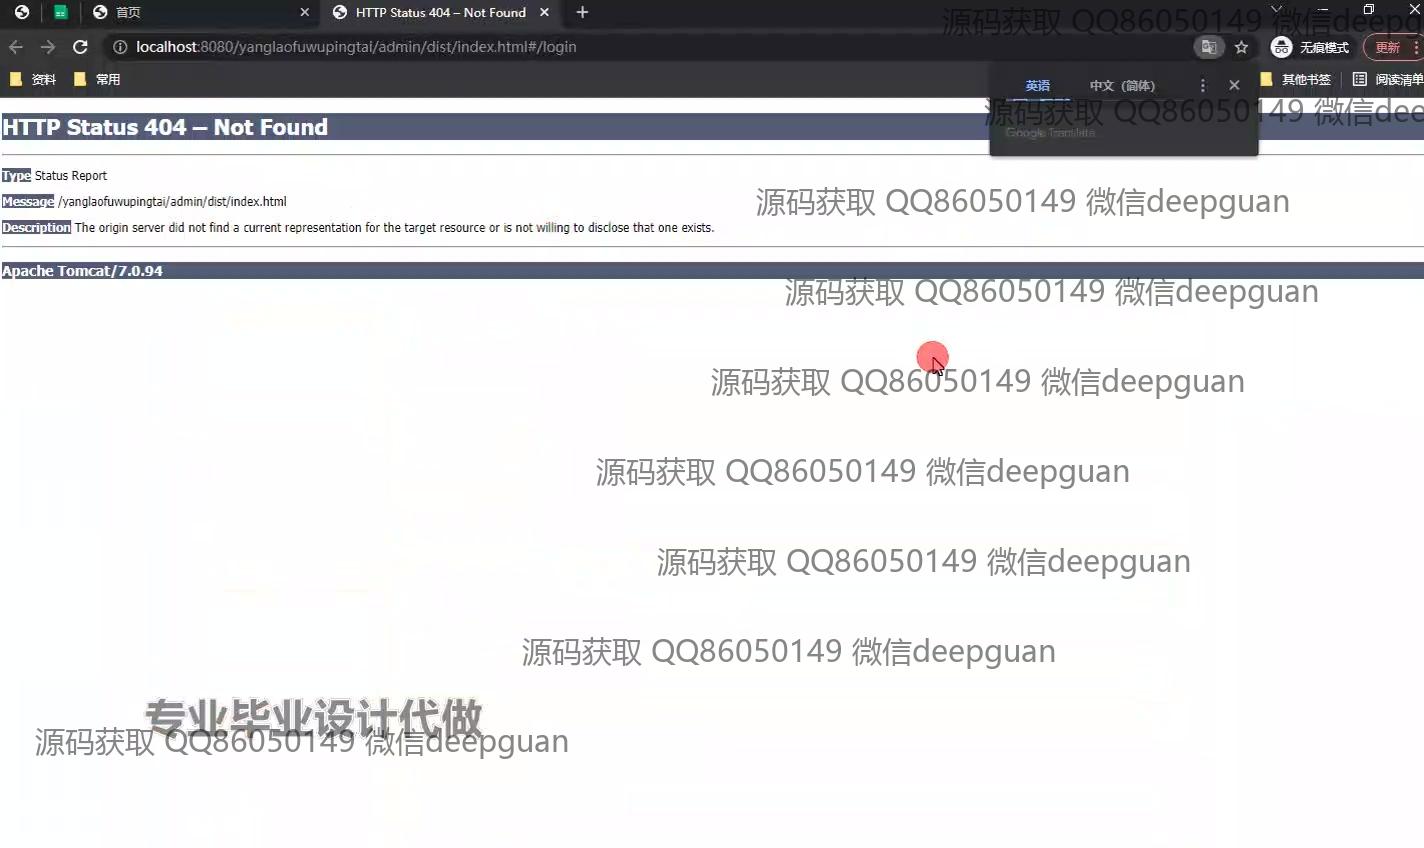 首页
HTTP Status 404 – Not Found
源码获取 QQ86050149 微信deepg
localhost:8080/yanglaofuwupingtai/admin/dist/index.html#/login
无痕模式
更新
资料
常用
英语
中文（简体）
其他书签
阅读清单
HTTP Status 404 – Not Found
源码获取 QQ86050149 微信dee
Google Translate
Type Status Report
Message /yanglaofuwupingtai/admin/dist/index.html
源码获取 QQ86050149 微信deepguan
Description The origin server did not find a current representation for the target resource or is not willing to disclose that one exists.
Apache Tomcat/7.0.94
源码获取 QQ86050149 微信deepguan
源码获取 QQ86050149 微信deepguan
源码获取 QQ86050149 微信deepguan
源码获取 QQ86050149 微信deepguan
源码获取 QQ86050149 微信deepguan
专业毕业设计代做
源码获取 QQ86050149 微信deepguan